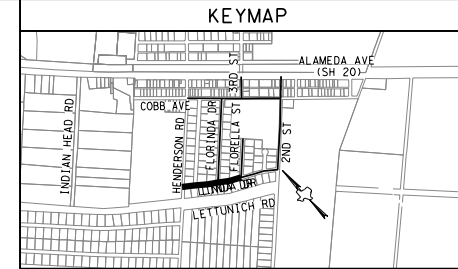 KEYMAP
ALAMEDA AVE
(SH 20)
3RD ST
COBB AVE
INDIAN HEAD RD
HENDERSON RD
FLORINDA DR
FLORELLA ST
2ND ST
DR
LETTUNICH RD